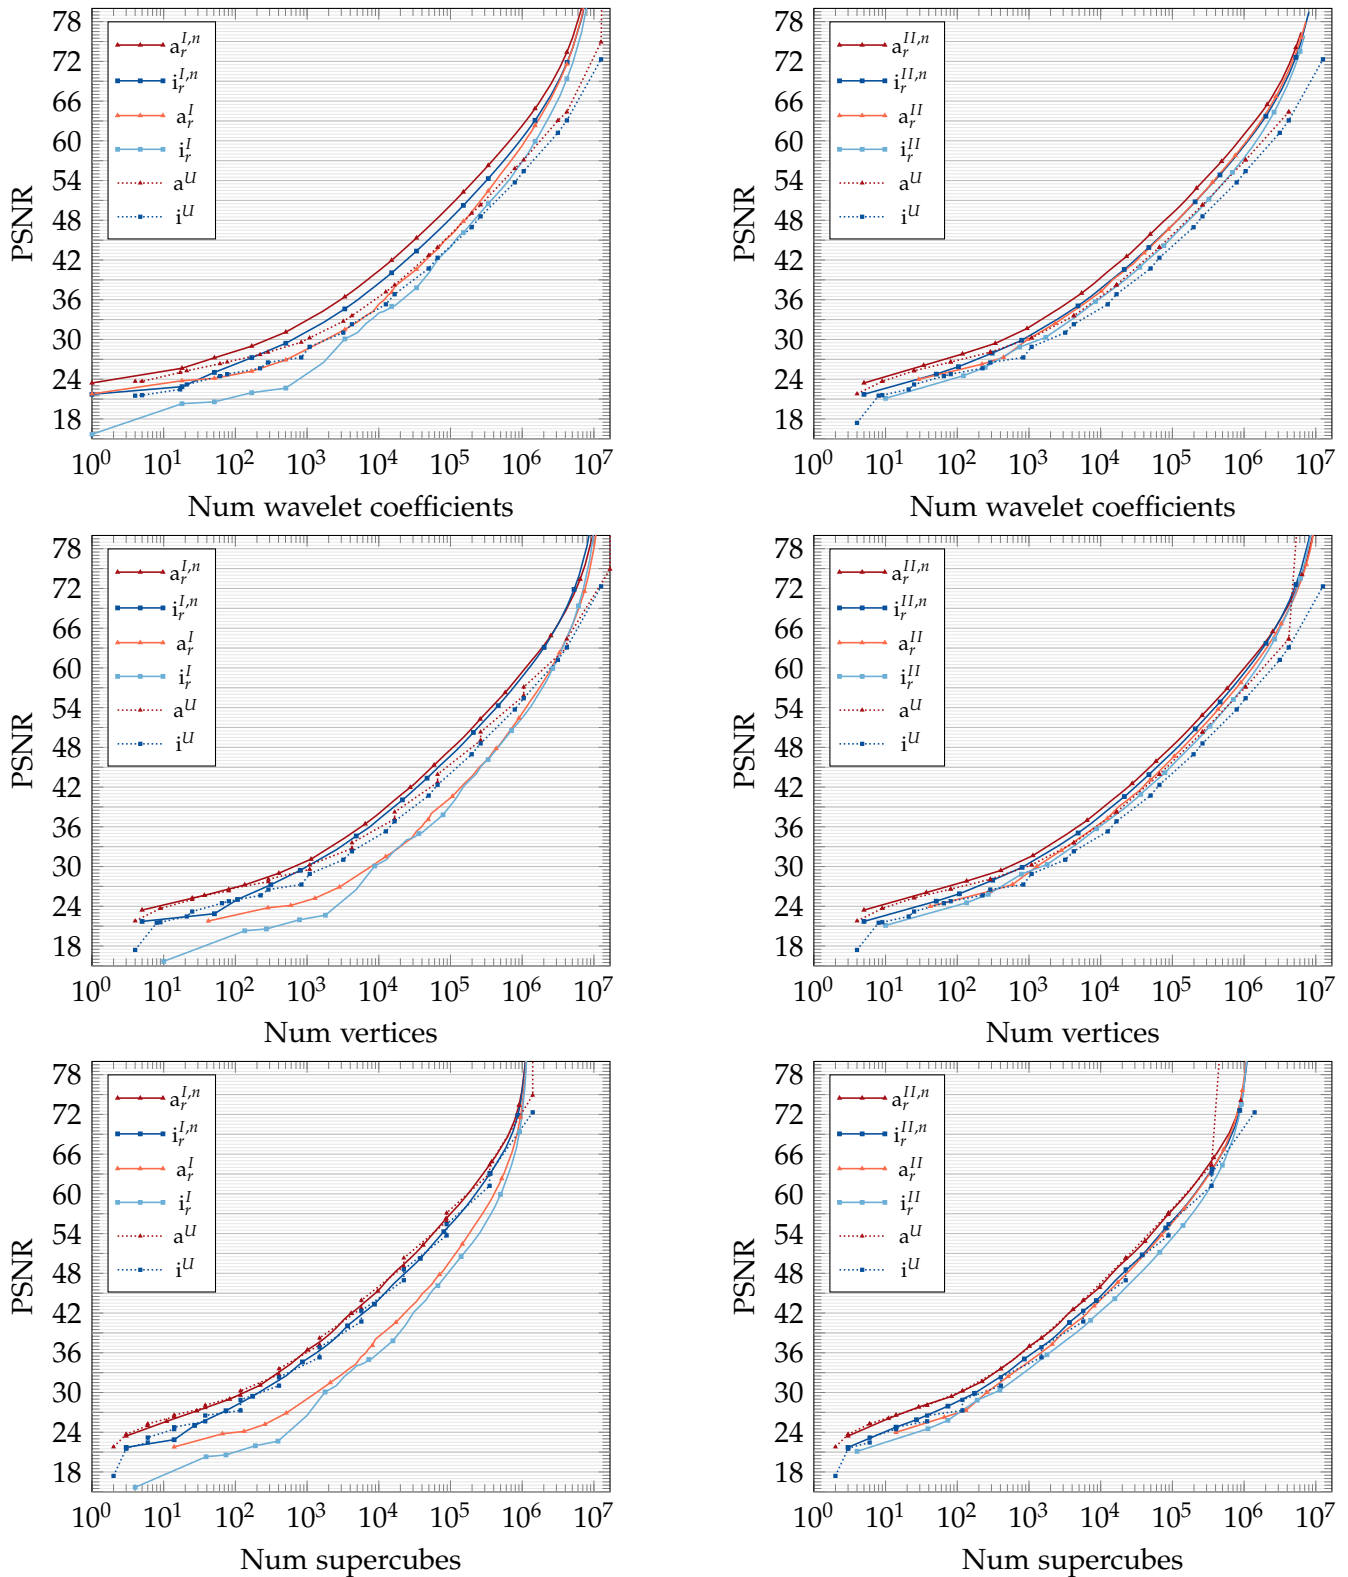 78
72
66
60
54
48
42
36
30
24
18
PSNR
a_r^{I,n}
i_r^{I,n}
a_r^I
i_r^I
a^U
i^U
10^0 10^1 10^2 10^3 10^4 10^5 10^6 10^7
Num wavelet coefficients
78
72
66
60
54
48
42
36
30
24
18
PSNR
a_r^{II,n}
i_r^{II,n}
a_r^{II}
i_r^{II}
a^U
i^U
10^0 10^1 10^2 10^3 10^4 10^5 10^6 10^7
Num wavelet coefficients
78
72
66
60
54
48
42
36
30
24
18
PSNR
a_r^{I,n}
i_r^{I,n}
a_r^I
i_r^I
a^U
i^U
10^0 10^1 10^2 10^3 10^4 10^5 10^6 10^7
Num vertices
78
72
66
60
54
48
42
36
30
24
18
PSNR
a_r^{II,n}
i_r^{II,n}
a_r^{II}
i_r^{II}
a^U
i^U
10^0 10^1 10^2 10^3 10^4 10^5 10^6 10^7
Num vertices
78
72
66
60
54
48
42
36
30
24
18
PSNR
a_r^{I,n}
i_r^{I,n}
a_r^I
i_r^I
a^U
i^U
10^0 10^1 10^2 10^3 10^4 10^5 10^6 10^7
Num supercubes
78
72
66
60
54
48
42
36
30
24
18
PSNR
a_r^{II,n}
i_r^{II,n}
a_r^{II}
i_r^{II}
a^U
i^U
10^0 10^1 10^2 10^3 10^4 10^5 10^6 10^7
Num supercubes